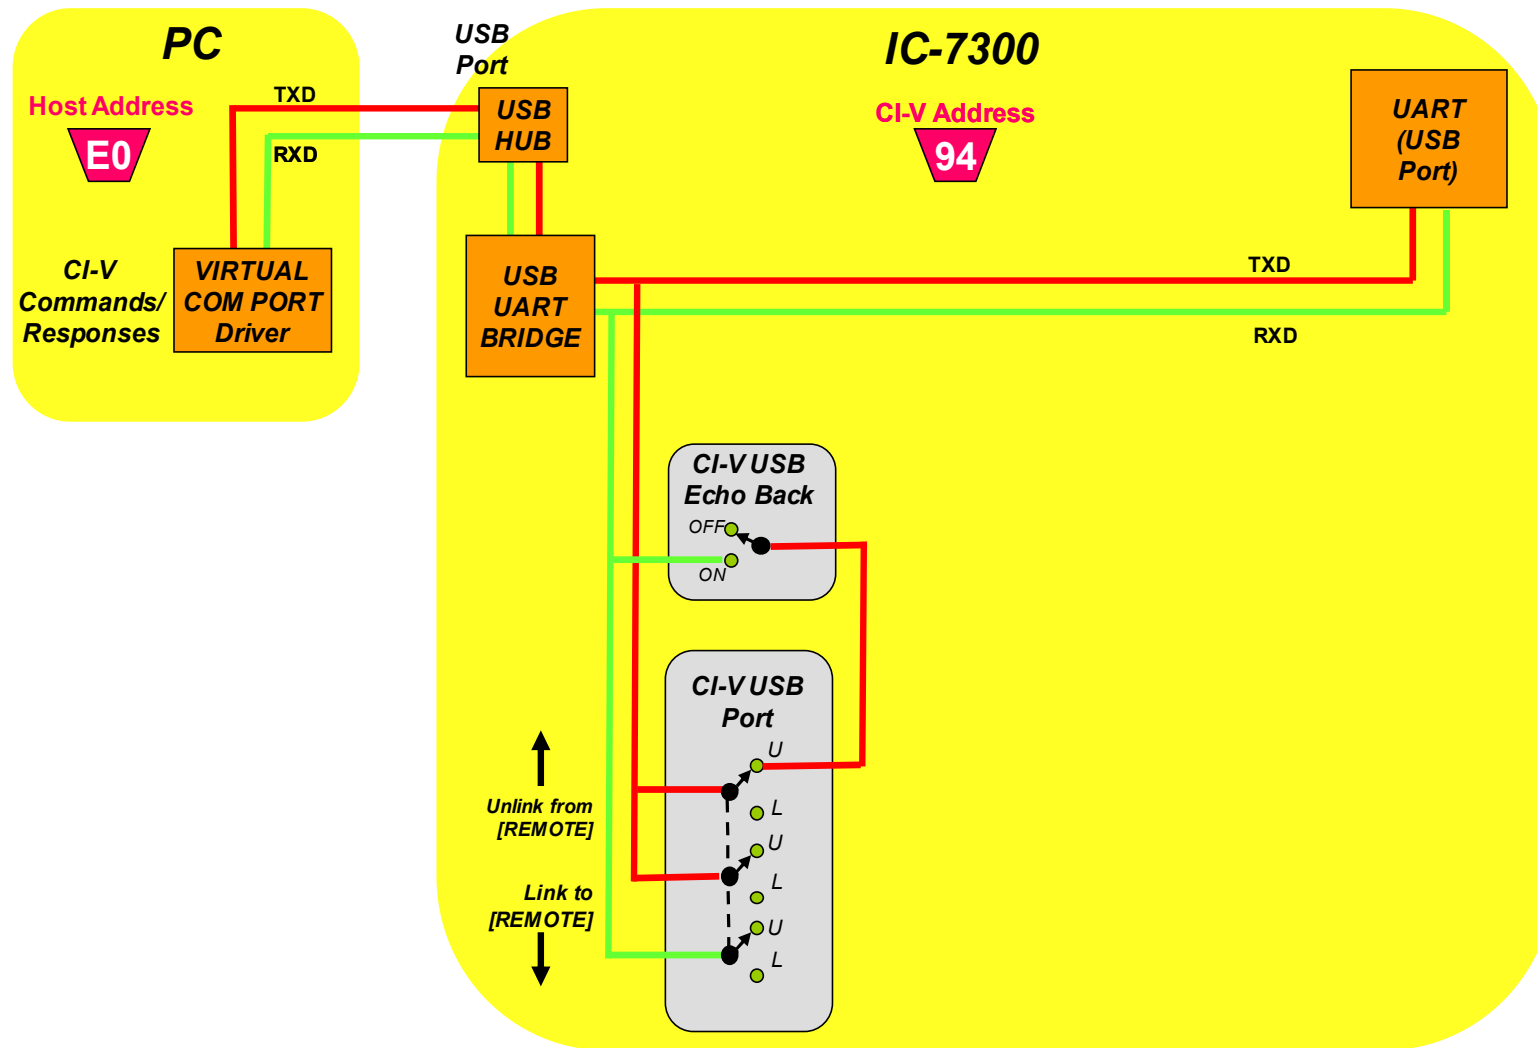 PC
Host Address
E0
TXD
RXD
CI-V
Commands/
Responses
VIRTUAL
COM PORT
Driver
USB
Port
IC-7300
USB
HUB
CI-V Address
94
UART
(USB
Port)
USB
UART
BRIDGE
TXD
RXD
CI-V USB
Echo Back
OFF
ON
CI-V USB
Port
U
L
U
L
U
L
Unlink from
[REMOTE]
Link to
[REMOTE]